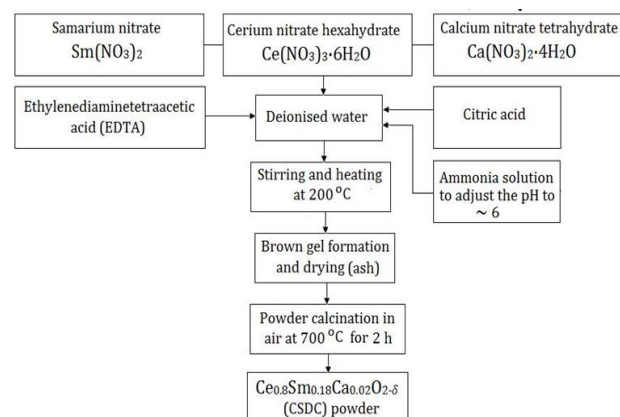 Samarium nitrate
Sm(NO₃)₂
Cerium nitrate hexahydrate
Ce(NO₃)₃·6H₂O
Calcium nitrate tetrahydrate
Ca(NO₃)₂·4H₂O
Ethylenediaminetetraacetic
acid (EDTA)
Deionised water
Citric acid
Stirring and heating
at 200 °C
Ammonia solution
to adjust the pH to
~ 6
Brown gel formation
and drying (ash)
Powder calcination in
air at 700 °C for 2 h
Ce₀.₈Sm₀.₁₈Ca₀.₀₂O₂₋δ
(CSDC) powder